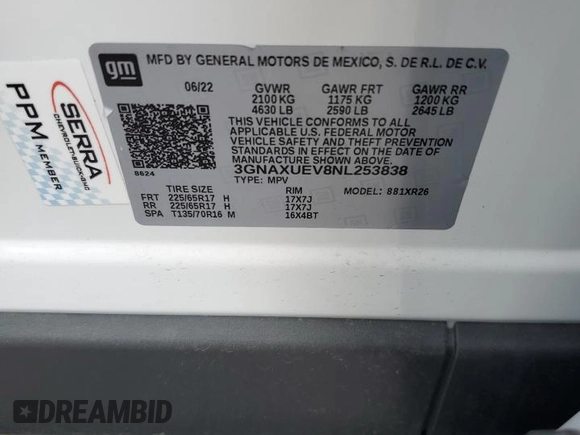 gm
MFD BY GENERAL MOTORS DE MEXICO, S. DE R.L. DE C.V.
06/22 GVWR GAWR FRT GAWR RR
2100 KG 1175 KG 1200 KG
4630 LB 2590 LB 2645 LB
THIS VEHICLE CONFORMS TO ALL
APPLICABLE U.S. FEDERAL MOTOR
VEHICLE SAFETY AND THEFT PREVENTION
STANDARDS IN EFFECT ON THE DATE OF
MANUFACTURE SHOWN ABOVE.
8624 3GNAXUEV8NL253838
TYPE: MPV MODEL: 881XR26
TIRE SIZE RIM
FRT 225/65R17 H 17X7J
RR 225/65R17 H 17X7J
SPA T135/70R16 M 16X4BT
SERRA
CHEVROLET•BUICK•GMC
PPM
MEMBER
DREAMBID